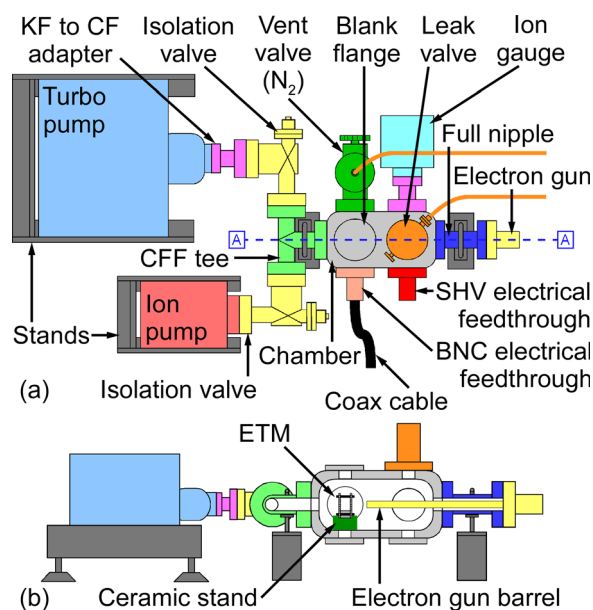 KF to CF
adapter
Isolation
valve
Vent
valve
(N₂)
Blank
flange
Leak
valve
Ion
gauge
Turbo
pump
Full nipple
Electron gun
A
A
CFF tee
Ion
pump
Stands
SHV electrical
feedthrough
Chamber
BNC electrical
feedthrough
(a)
Isolation valve
Coax cable
ETM
(b)
Ceramic stand
Electron gun barrel